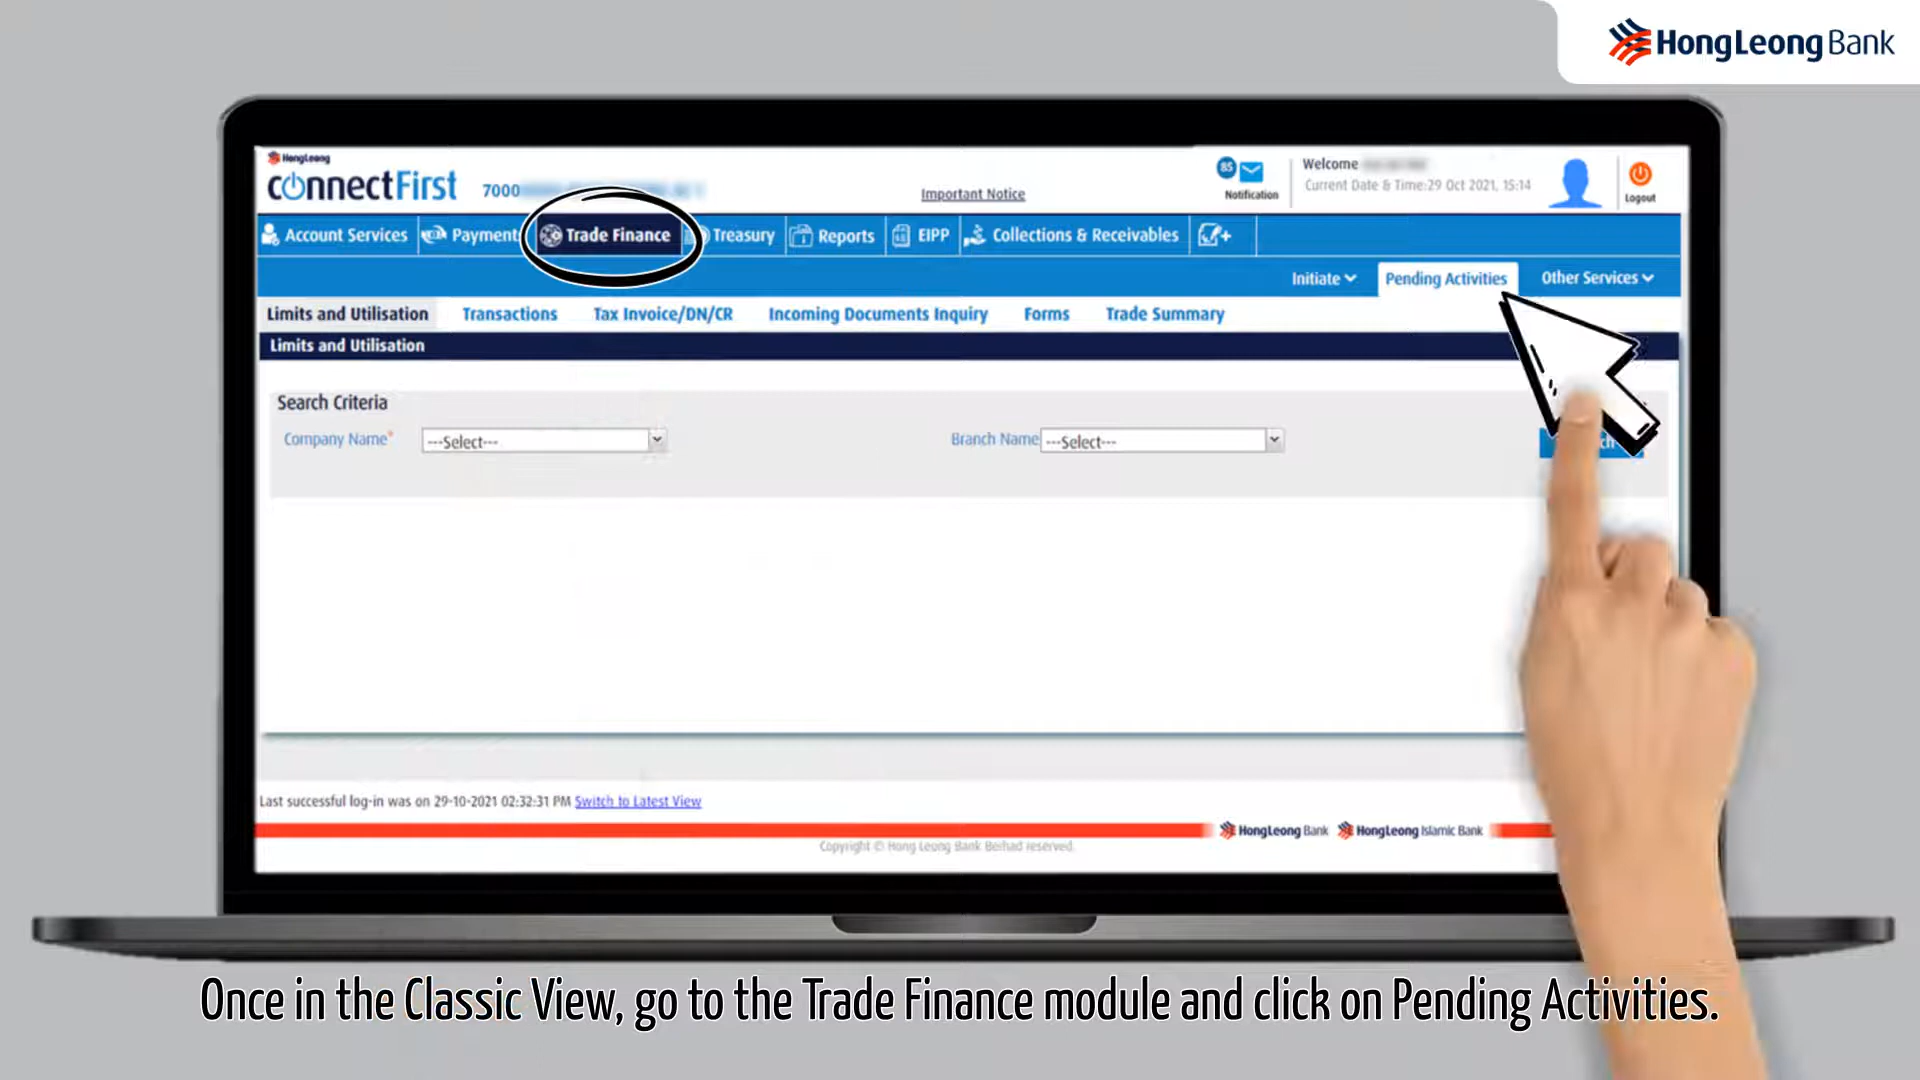 HongLeong Bank
HongLeong
connectFirst 7000
Important Notice
85
Notification
Welcome
Current Date & Time:29 Oct 2021, 15:14
Logout
Account Services Payment Trade Finance Treasury Reports EIPP Collections & Receivables
Initiate Pending Activities Other Services
Limits and Utilisation Transactions Tax Invoice/DN/CR Incoming Documents Inquiry Forms Trade Summary
Limits and Utilisation
Search Criteria
Company Name* ---Select--- Branch Name ---Select---
Last successful log-in was on 29-10-2021 02:32:31 PM Switch to Latest View
HongLeong Bank HongLeong Islamic Bank
Copyright © Hong Leong Bank Berhad reserved.
Once in the Classic View, go to the Trade Finance module and click on Pending Activities.